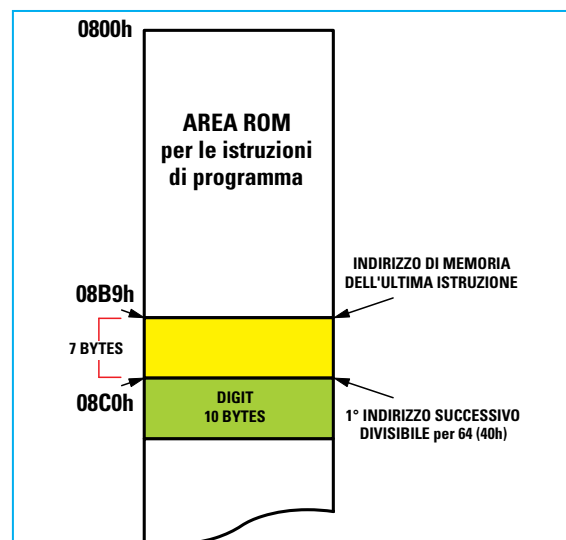 0800h
AREA ROM
per le istruzioni
di programma
INDIRIZZO DI MEMORIA
DELL'ULTIMA ISTRUZIONE
08B9h
7 BYTES
08C0h
DIGIT
10 BYTES
1° INDIRIZZO SUCCESSIVO
DIVISIBILE per 64 (40h)